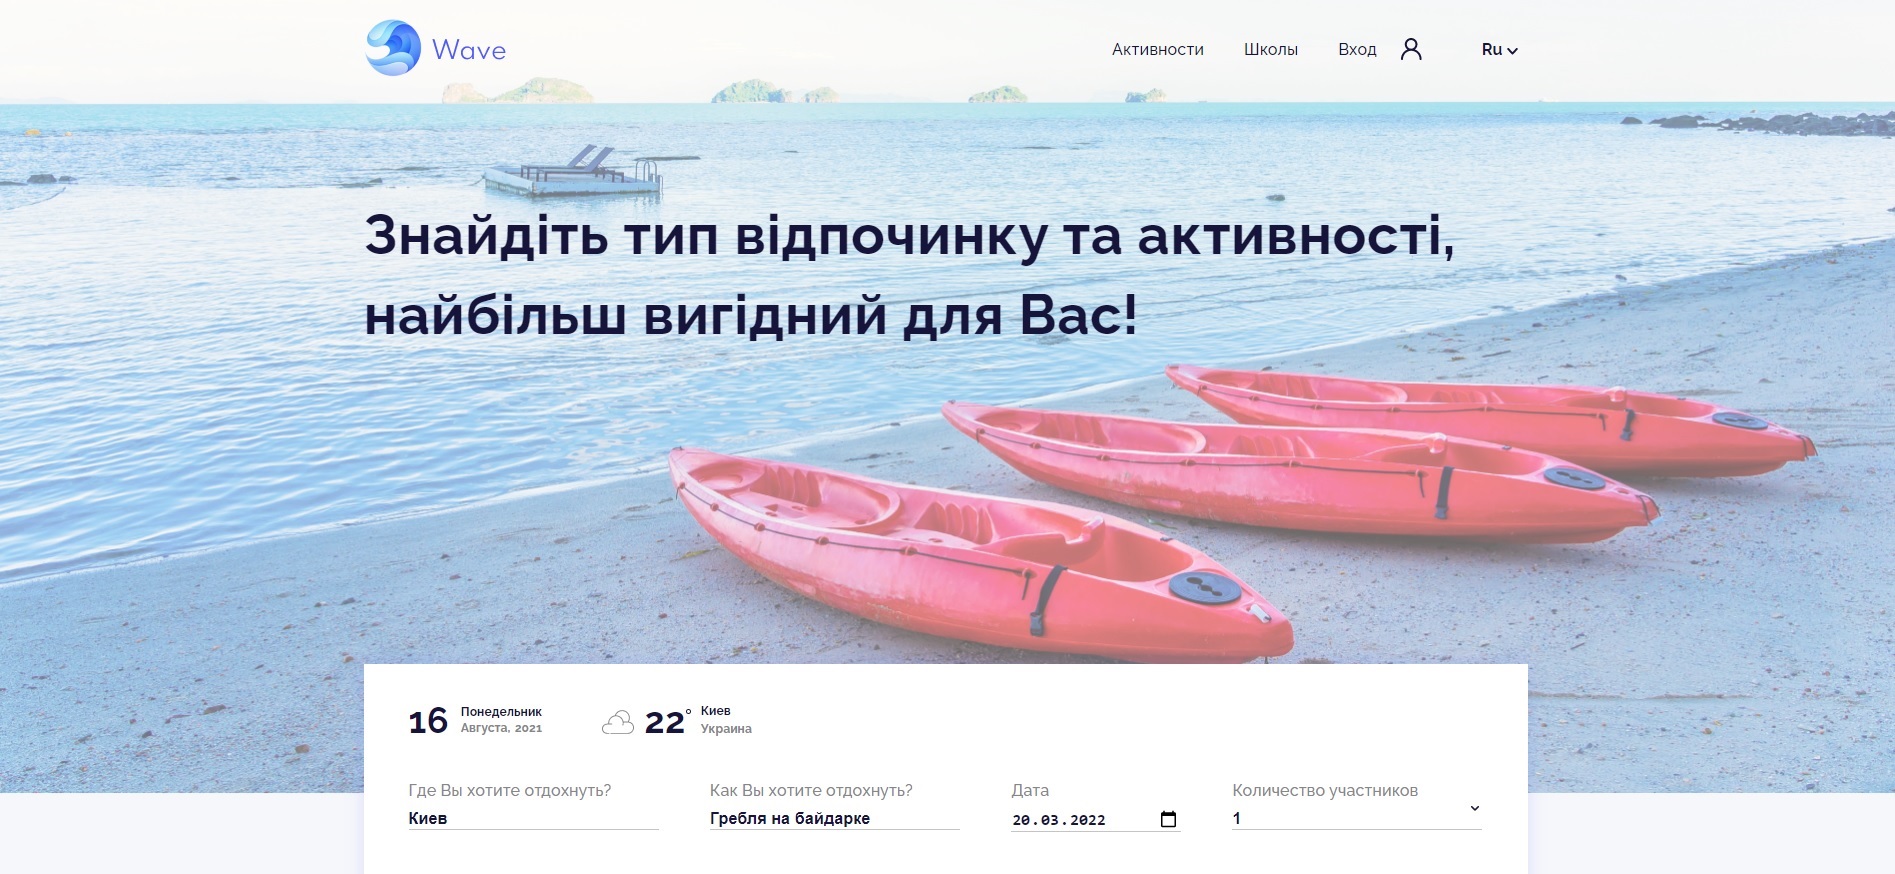 Wave
Активности Школы Вход Ru
Знайдіть тип відпочинку та активності,
найбільш вигідний для Вас!
16 Понедельник 22° Киев
Августа, 2021 Украина
Где Вы хотите отдохнуть? Как Вы хотите отдохнуть? Дата Количество участников
Киев Гребля на байдарке 20.03.2022 1